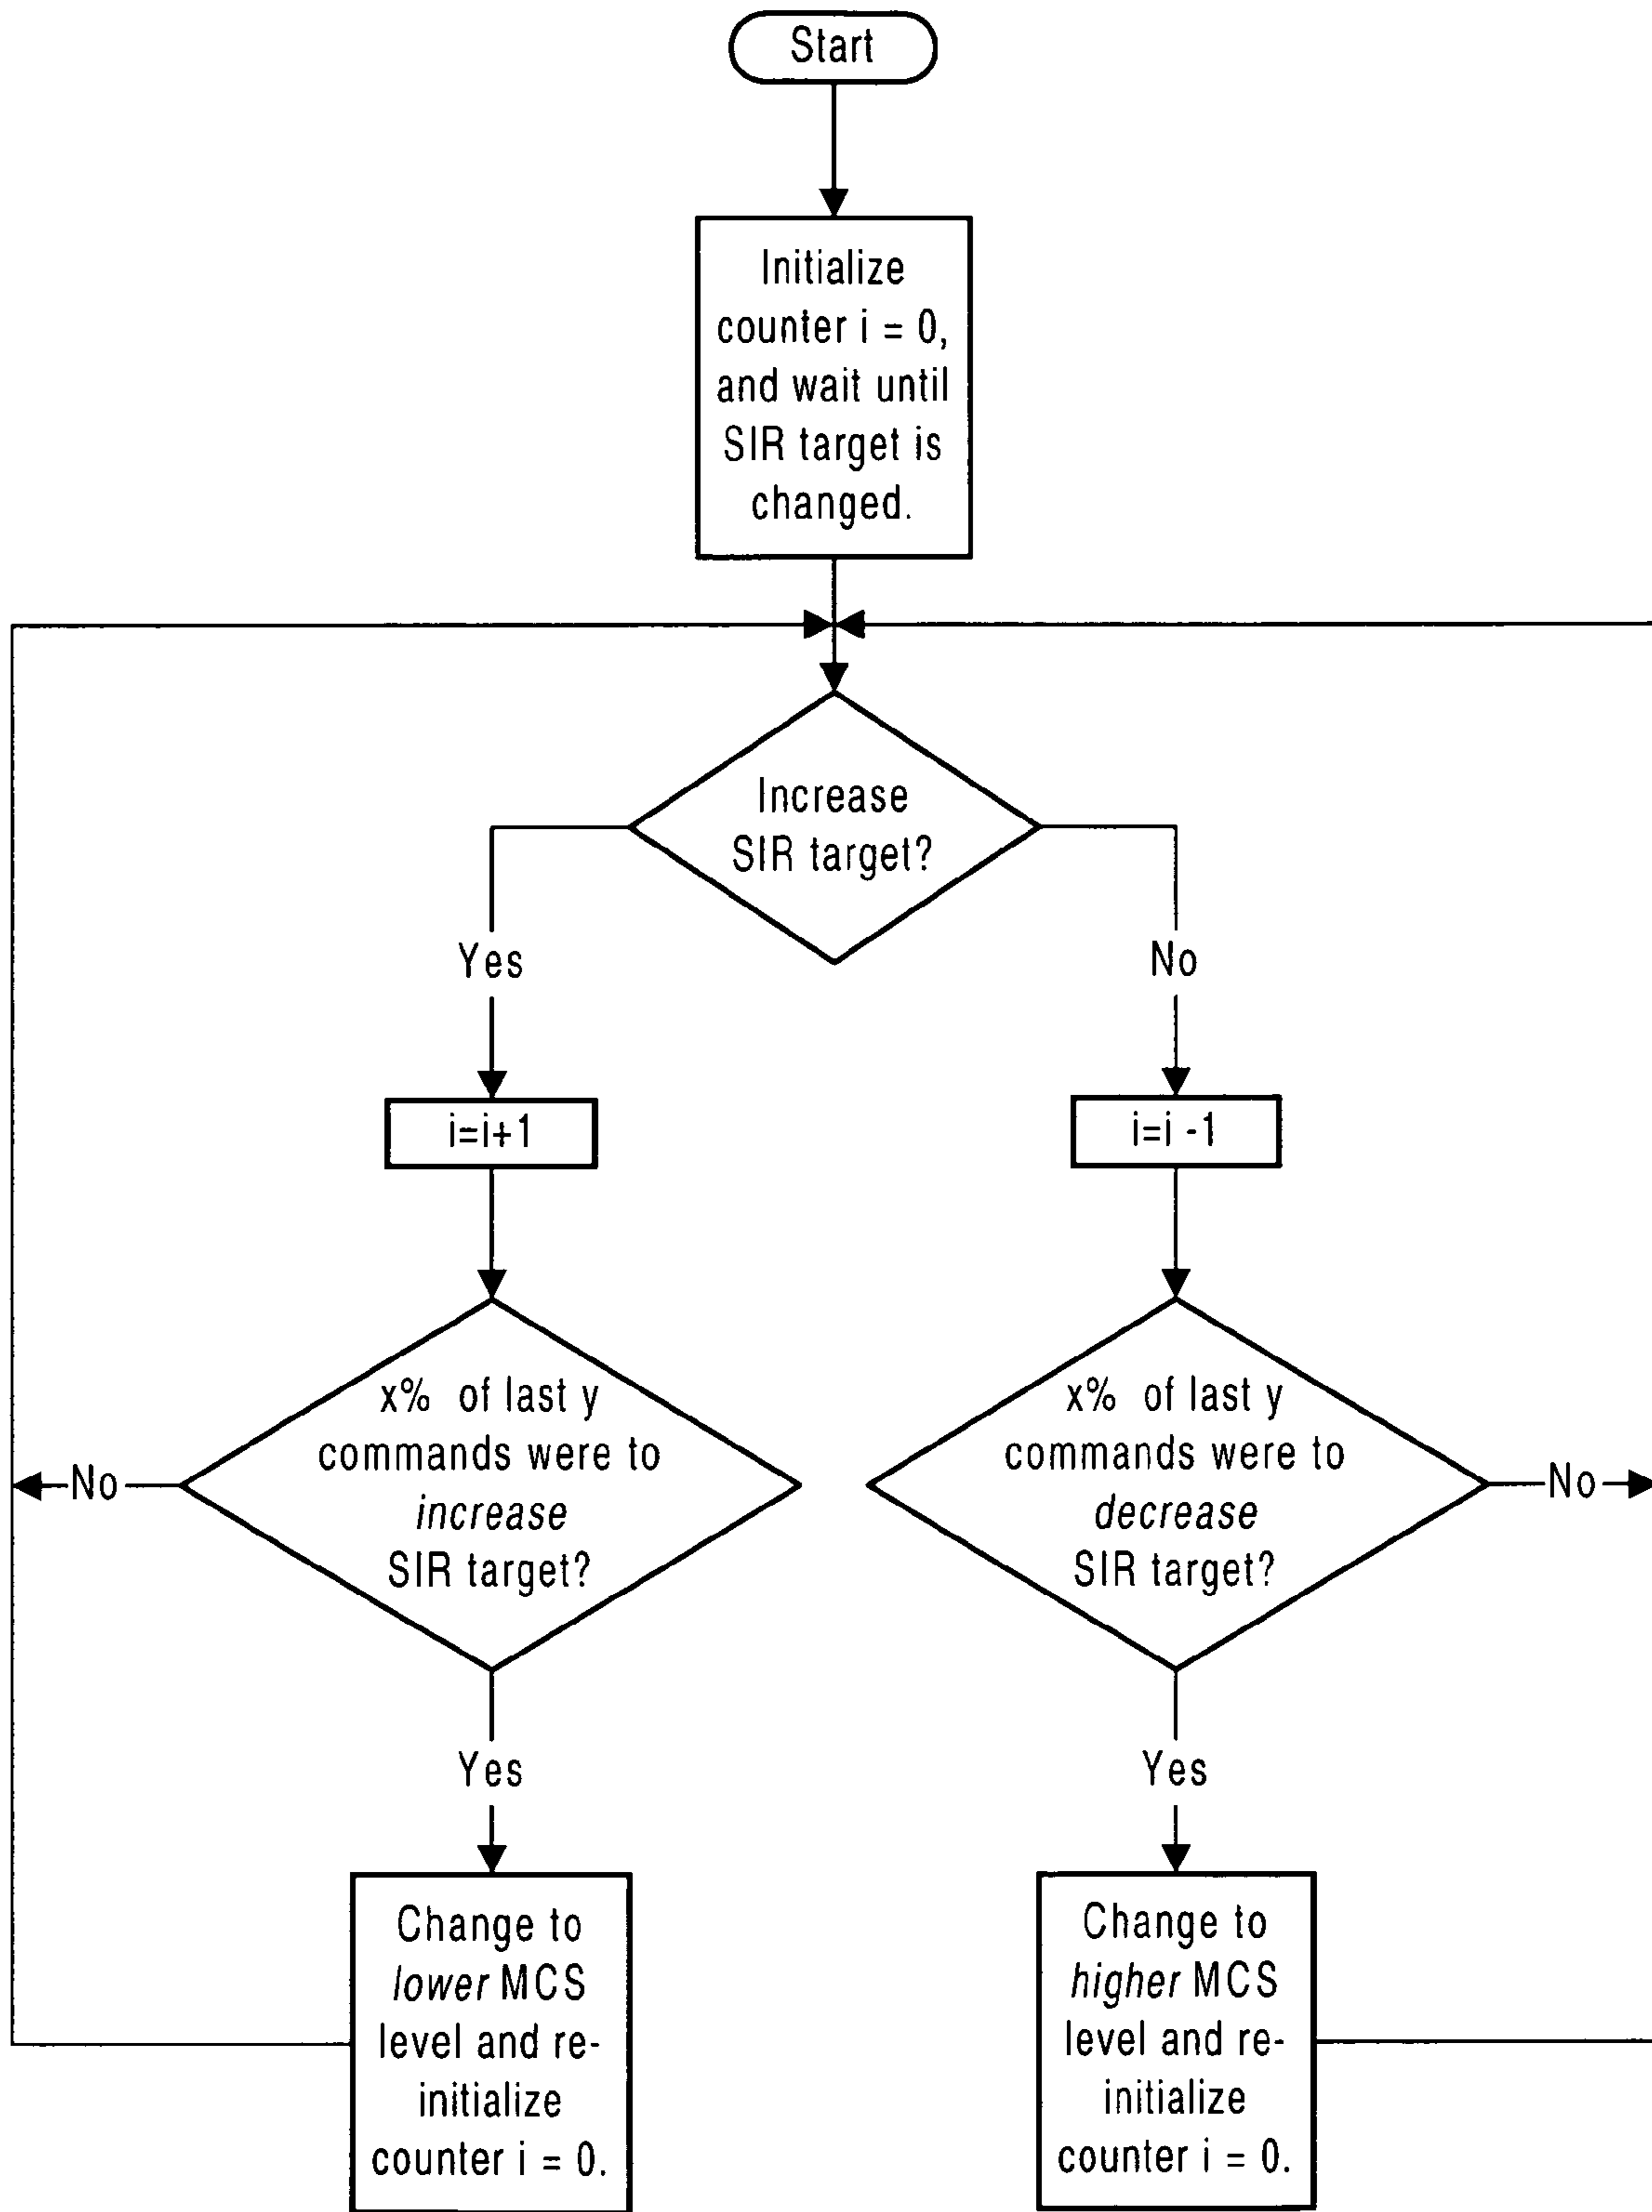 Start
Initialize
counter i = 0,
and wait until
SIR target is
changed.
Increase
SIR target?
Yes
No
i=i+1
i=i -1
x% of last y
commands were to
increase
SIR target?
No
x% of last y
commands were to
decrease
SIR target?
No
Yes
Yes
Change to
lower MCS
level and re-
initialize
counter i = 0.
Change to
higher MCS
level and re-
initialize
counter i = 0.